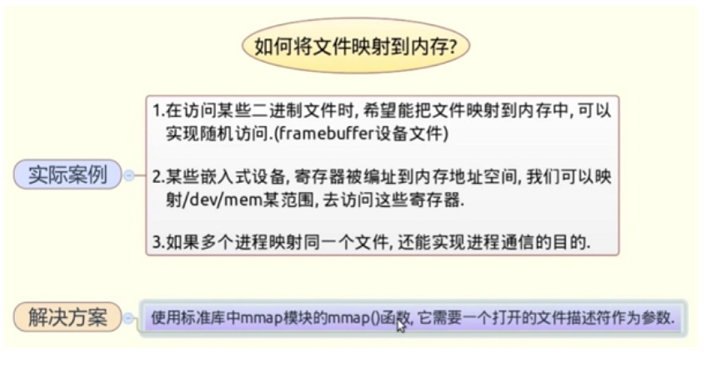 如何将文件映射到内存?
实际案例
1.在访问某些二进制文件时, 希望能把文件映射到内存中, 可以
实现随机访问.(framebuffer设备文件)
2.某些嵌入式设备, 寄存器被编址到内存地址空间, 我们可以映
射/dev/mem某范围, 去访问这些寄存器.
3.如果多个进程映射同一个文件, 还能实现进程通信的目的.
解决方案
使用标准库中mmap模块的mmap()函数, 它需要一个打开的文件描述符作为参数.